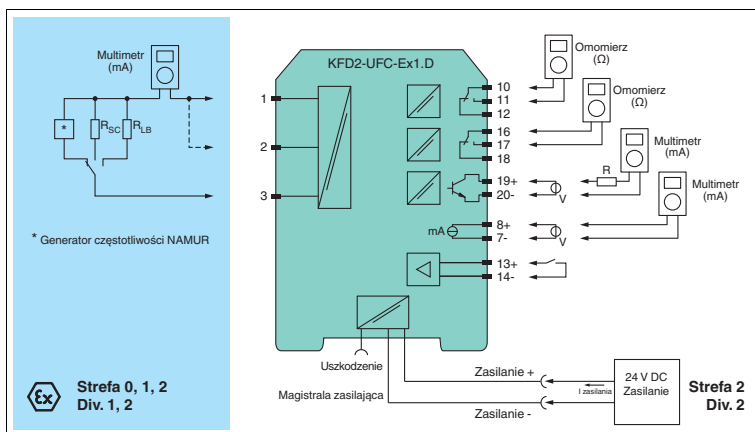 Multimetr
(mA)
*
RSC
RLB
* Generator częstotliwości NAMUR
Ex
Strefa 0, 1, 2
Div. 1, 2
KFD2-UFC-Ex1.D
1
2
3
10
11
12
16
17
18
19+
20-
mA
8+
7-
13+
14-
Omomierz
(Ω)
Omomierz
(Ω)
Multimetr
(mA)
R
V
Multimetr
(mA)
V
Uszkodzenie
Magistrala zasilająca
Zasilanie +
Zasilanie -
I zasilania
24 V DC
Zasilanie
Strefa 2
Div. 2